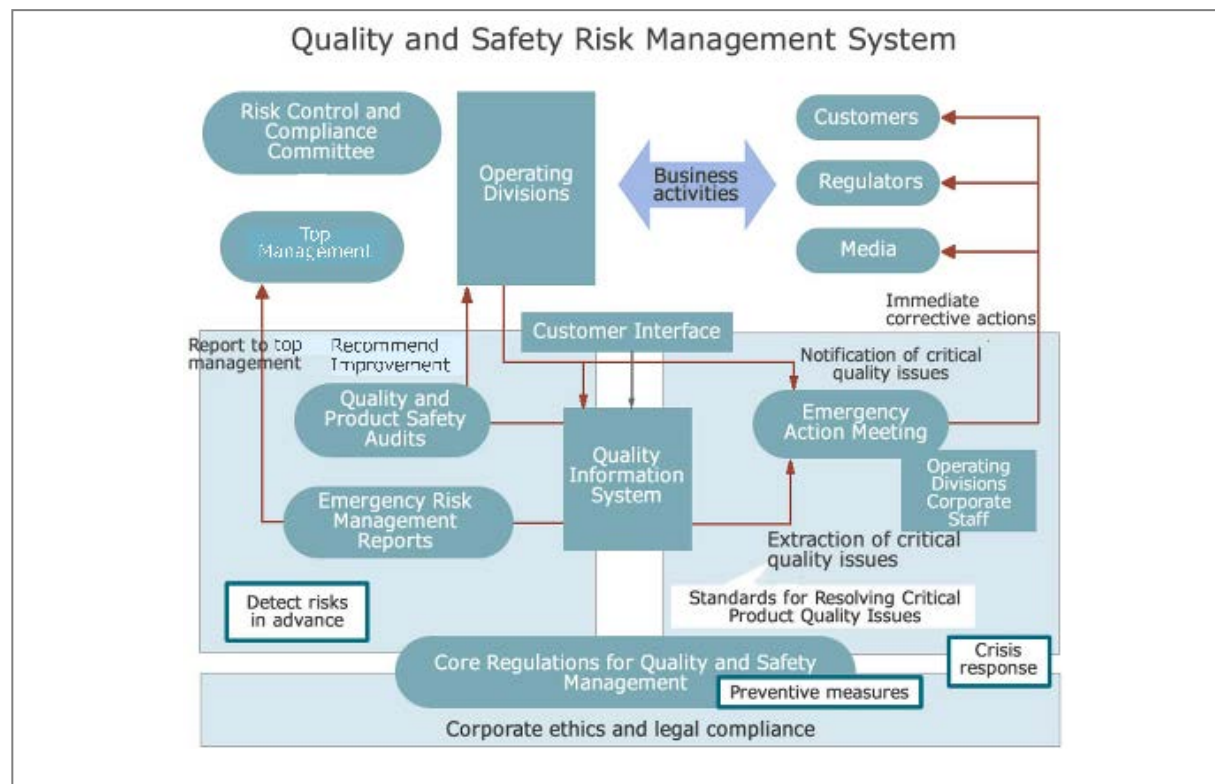 Quality and Safety Risk Management System
Risk Control and
Compliance
Committee
Operating
Divisions
Business
activities
Customers
Regulators
Media
Top
Management
Immediate
corrective actions
Customer Interface
Report to top
management
Recommend
Improvement
Notification of critical
quality issues
Quality and
Product Safety
Audits
Quality
Information
System
Emergency
Action Meeting
Operating
Divisions
Corporate
Staff
Emergency Risk
Management
Reports
Extraction of critical
quality issues
Detect risks
in advance
Standards for Resolving Critical
Product Quality Issues
Crisis
response
Core Regulations for Quality and Safety
Management
Preventive measures
Corporate ethics and legal compliance